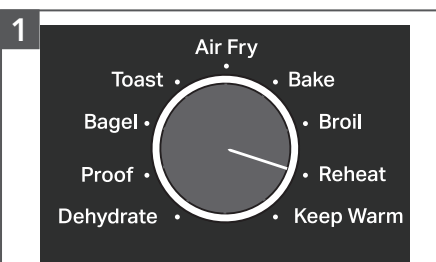 1
Air Fry
Toast
Bake
Bagel
Broil
Proof
Reheat
Dehydrate
Keep Warm